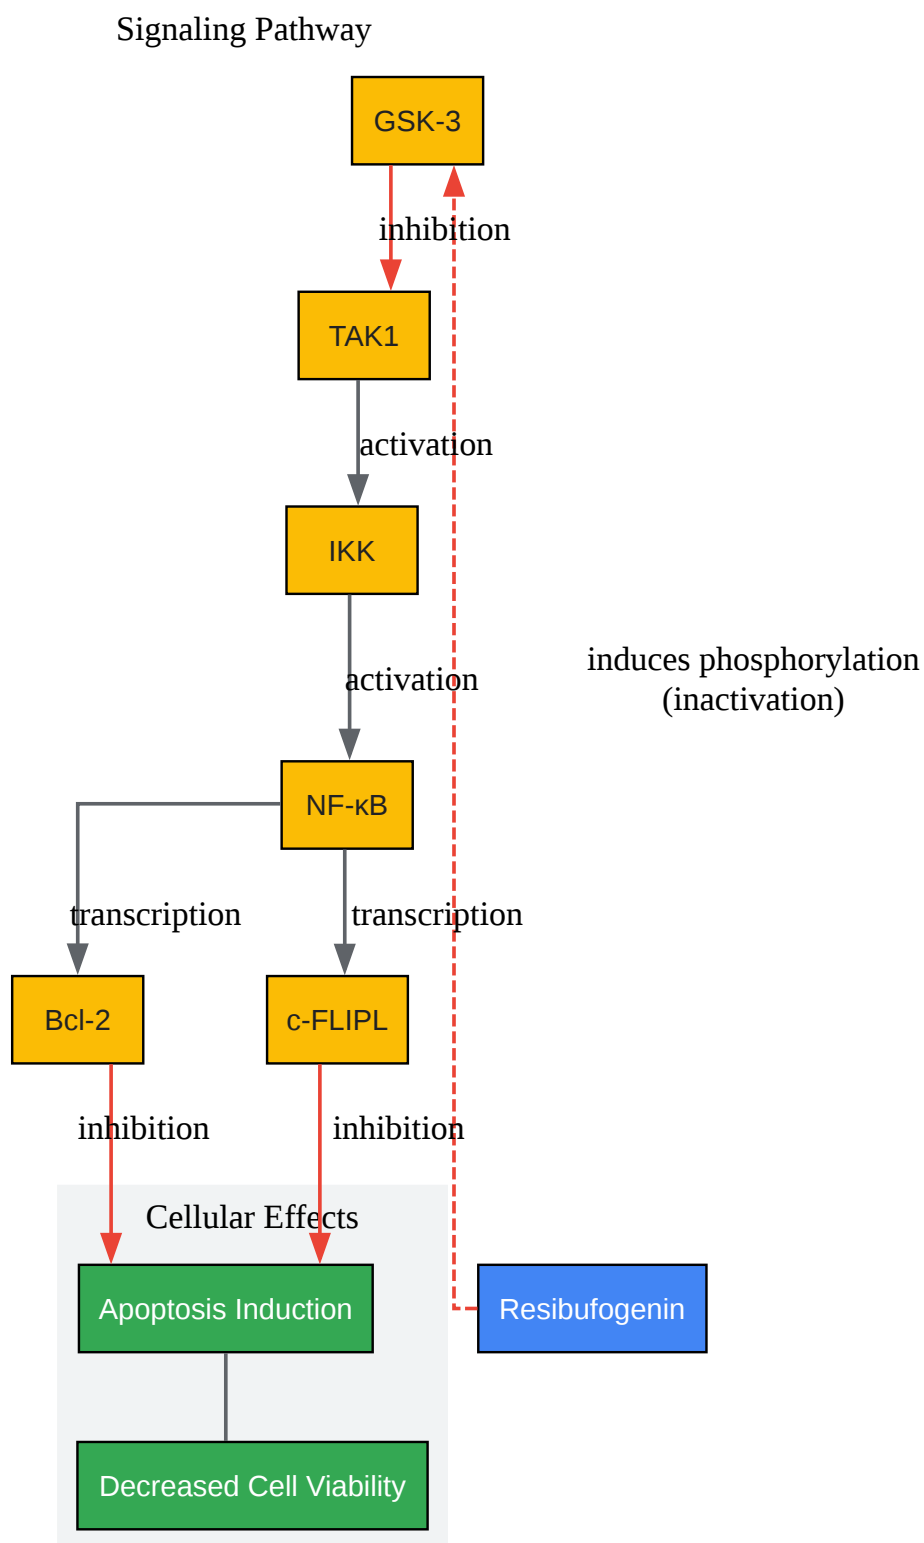 Signaling Pathway
GSK-3
inhibition
TAK1
activation
IKK
induces phosphorylation
(inactivation)
activation
NF-κB
transcription
transcription
Bcl-2
c-FLIPL
inhibition
inhibition
Cellular Effects
Apoptosis Induction
Resibufogenin
Decreased Cell Viability